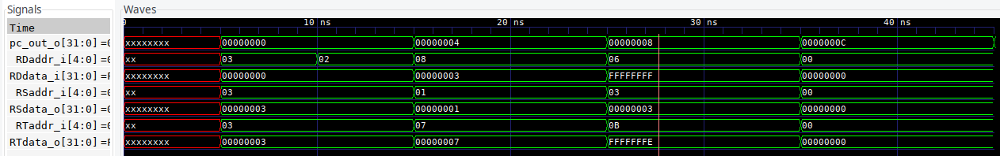 Signals Waves
Time 0 10 ns 20 ns 30 ns 40 ns
pc_out_o[31:0] =0 xxxxxxxx 00000000 00000004 00000008 0000000C
RDaddr_i[4:0] =0 xx 03 02 08 06 00
RDdata_i[31:0] =F xxxxxxxx 00000000 00000003 FFFFFFFF 00000000
RSaddr_i[4:0] =0 xx 03 01 03 00
RSdata_o[31:0] =0 xxxxxxxx 00000003 00000001 00000003 00000000
RTaddr_i[4:0] =0 xx 03 07 0B 00
RTdata_o[31:0] =F xxxxxxxx 00000003 00000007 FFFFFFFE 00000000